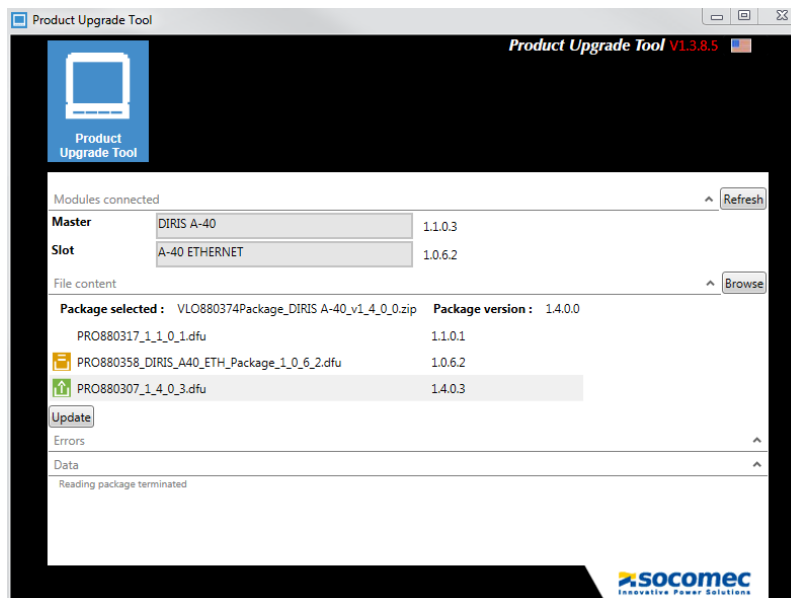 Product Upgrade Tool
Product Upgrade Tool V1.3.8.5
Product
Upgrade Tool
Modules connected Refresh
Master DIRIS A-40 1.1.0.3
Slot A-40 ETHERNET 1.0.6.2
File content Browse
Package selected : VLO880374Package_DIRIS A-40_v1_4_0_0.zip Package version : 1.4.0.0
PRO880317_1_1_0_1.dfu 1.1.0.1
PRO880358_DIRIS_A40_ETH_Package_1_0_6_2.dfu 1.0.6.2
PRO880307_1_4_0_3.dfu 1.4.0.3
Update
Errors
Data
Reading package terminated
socomec
Innovative Power Solutions